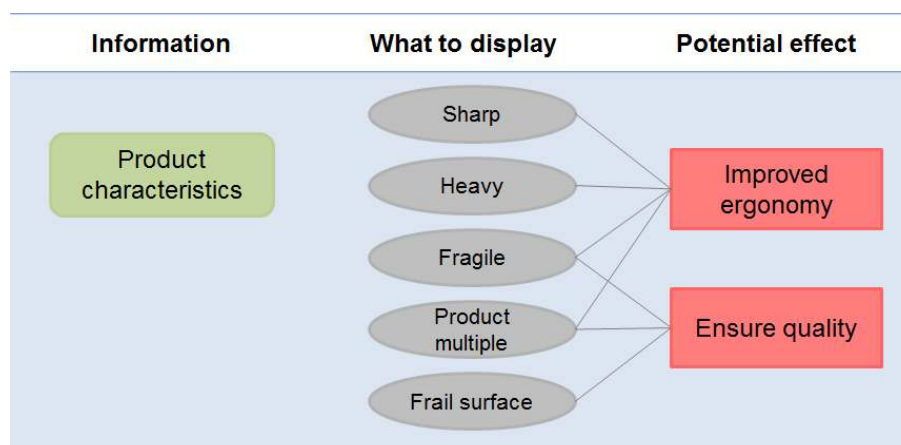 Information
What to display
Potential effect
Product
characteristics
Sharp
Heavy
Fragile
Product
multiple
Frail surface
Improved
ergonomy
Ensure quality